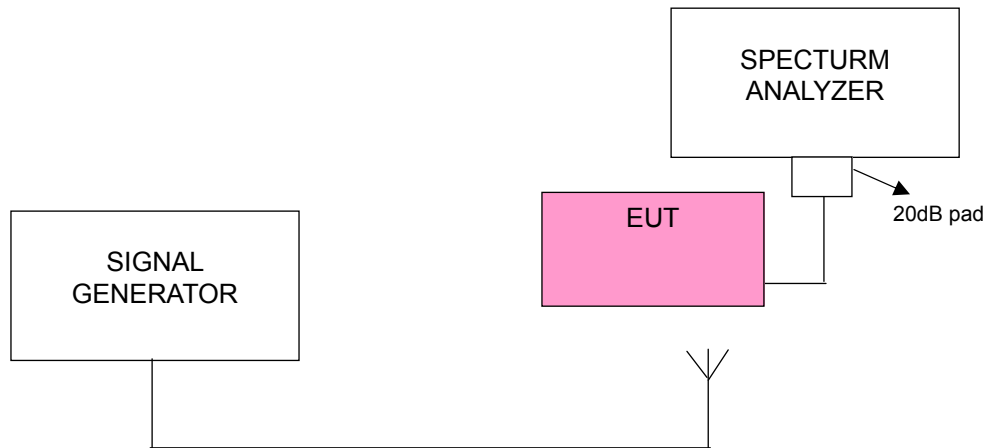 SPECTURM
ANALYZER
20dB pad
EUT
SIGNAL
GENERATOR